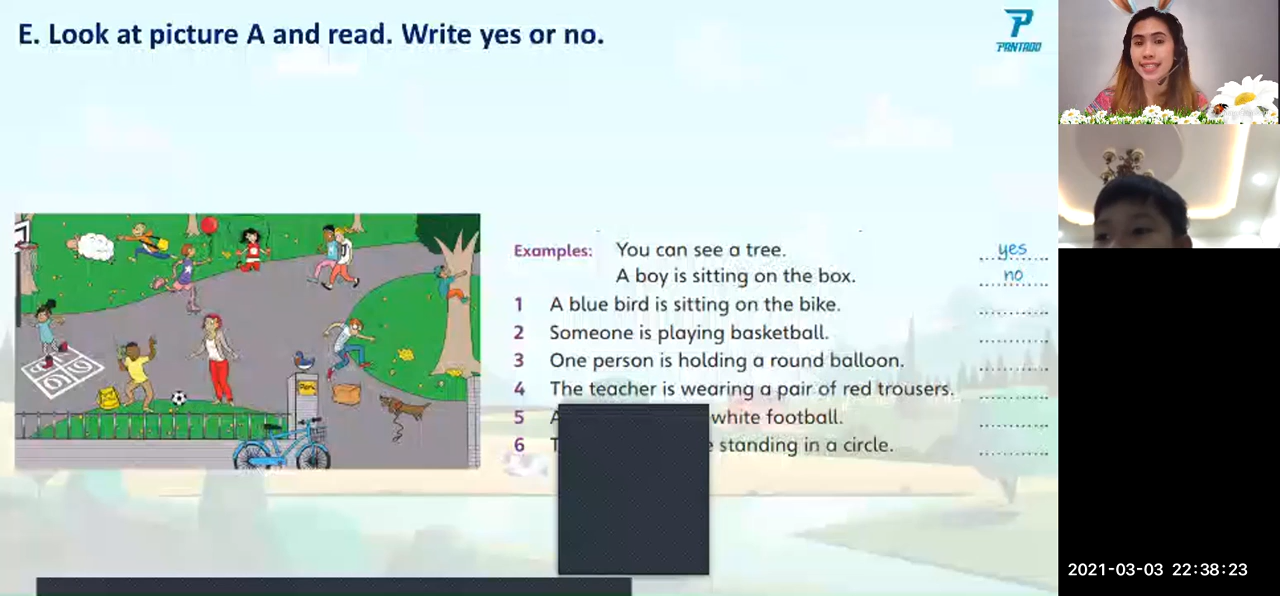 E. Look at picture A and read. Write yes or no.
PANTADO
Examples: You can see a tree. yes
A boy is sitting on the box. no
1 A blue bird is sitting on the bike.
2 Someone is playing basketball.
3 One person is holding a round balloon.
4 The teacher is wearing a pair of red trousers.
5 white football.
6 standing in a circle.
2021-03-03 22:38:23